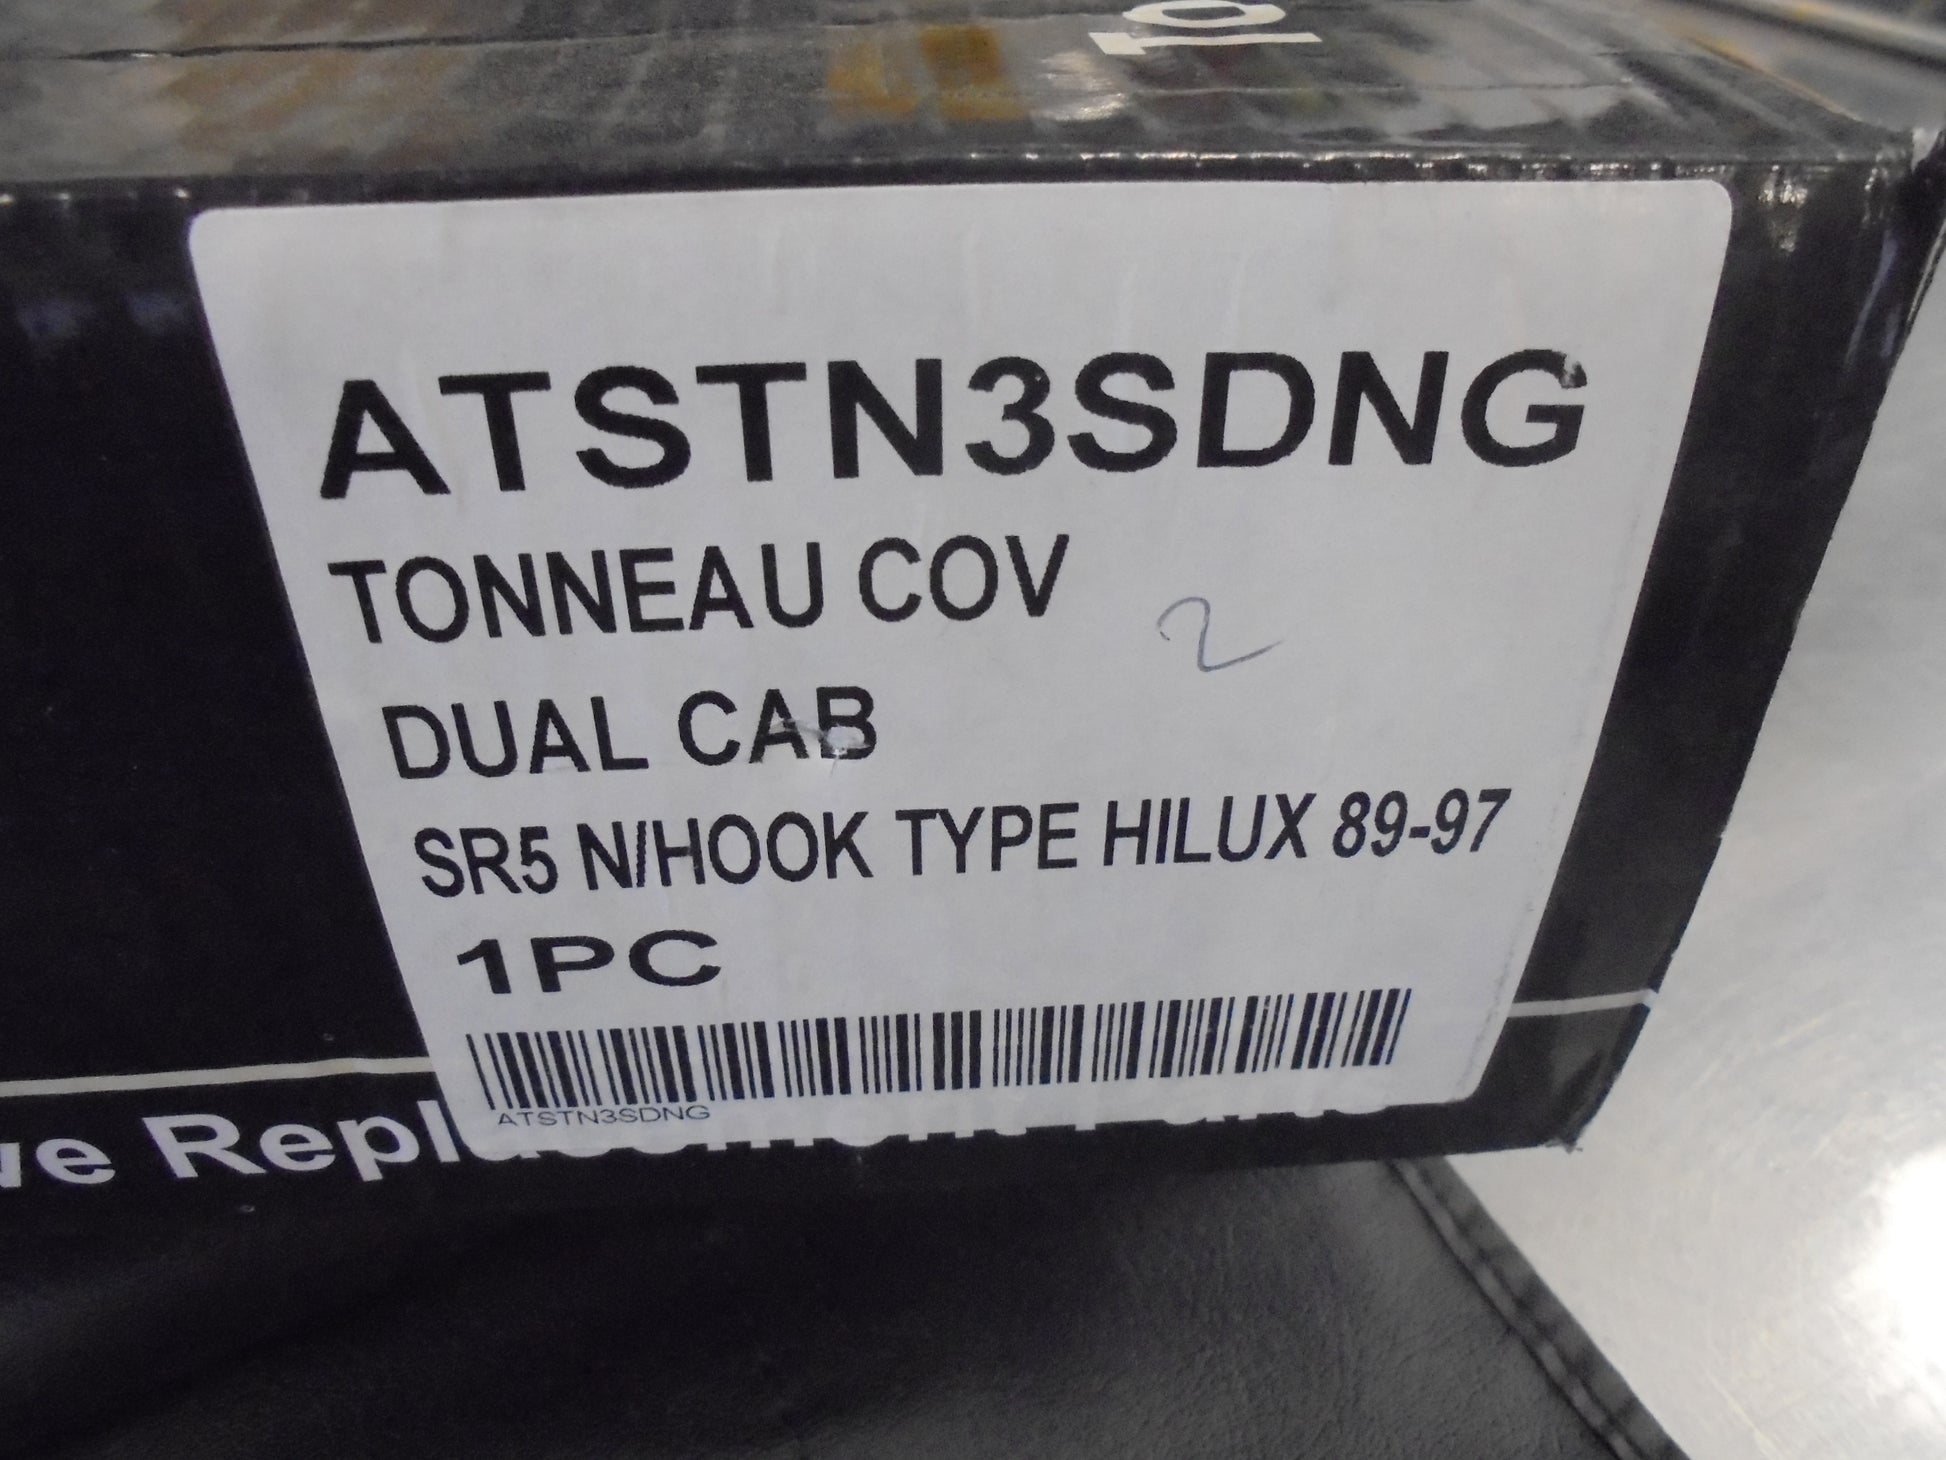 ATSTN3SDNG
TONNEAU COV
2
DUAL CAB
SR5 N/HOOK TYPE HILUX 89-97
1PC
ATSTN3SDNG